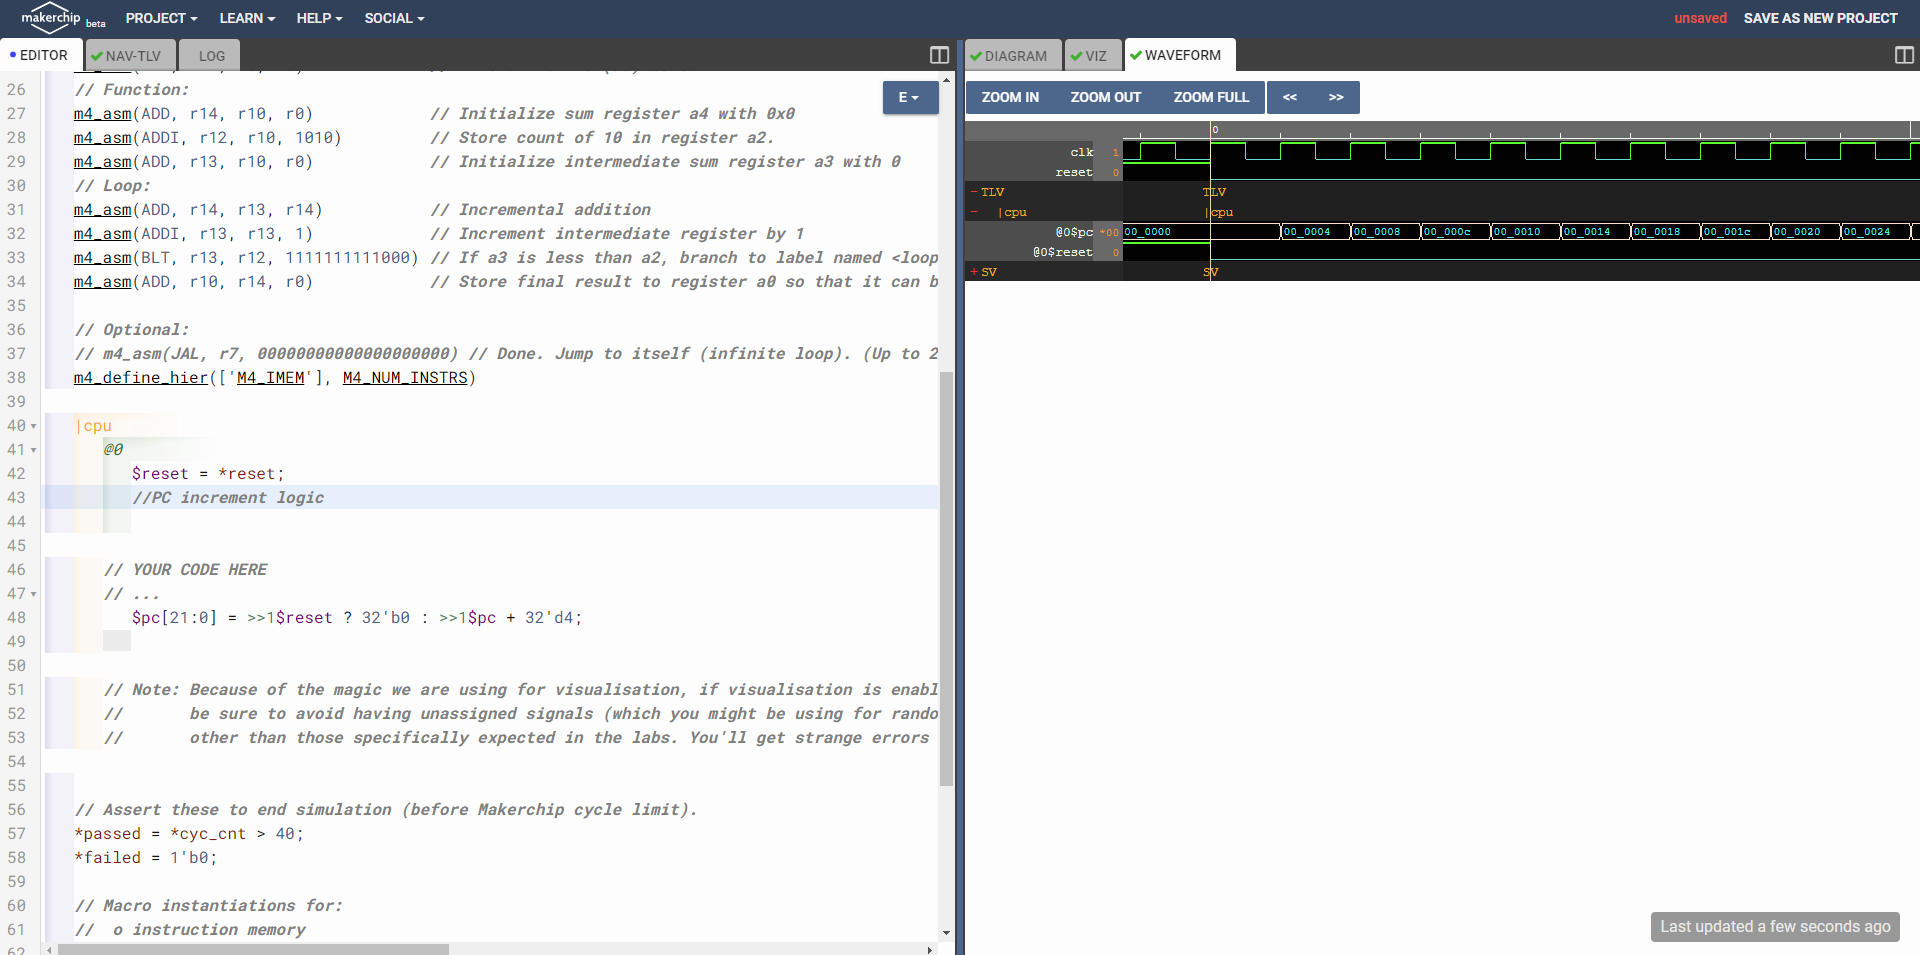 makerchip beta PROJECT LEARN HELP SOCIAL unsaved SAVE AS NEW PROJECT
EDITOR NAV-TLV LOG
26 // Function:
27 m4_asm(ADD, r14, r10, r0) // Initialize sum register a4 with 0x0
28 m4_asm(ADDI, r12, r10, 1010) // Store count of 10 in register a2.
29 m4_asm(ADD, r13, r10, r0) // Initialize intermediate sum register a3 with 0
30 // Loop:
31 m4_asm(ADD, r14, r13, r14) // Incremental addition
32 m4_asm(ADDI, r13, r13, 1) // Increment intermediate register by 1
33 m4_asm(BLT, r13, r12, 1111111111000) // If a3 is less than a2, branch to label named <loop
34 m4_asm(ADD, r10, r14, r0) // Store final result to register a0 so that it can b
35
36 // Optional:
37 // m4_asm(JAL, r7, 00000000000000000000) // Done. Jump to itself (infinite loop). (Up to 2
38 m4_define_hier(['M4_IMEM'], M4_NUM_INSTRS)
39
40 |cpu
41 @0
42 $reset = *reset;
43 //PC increment logic
44
45
46 // YOUR CODE HERE
47 // ...
48 $pc[21:0] = >>1$reset ? 32'b0 : >>1$pc + 32'd4;
49
50
51 // Note: Because of the magic we are using for visualisation, if visualisation is enabl
52 // be sure to avoid having unassigned signals (which you might be using for rando
53 // other than those specifically expected in the labs. You'll get strange errors
54
55
56 // Assert these to end simulation (before Makerchip cycle limit).
57 *passed = *cyc_cnt > 40;
58 *failed = 1'b0;
59
60 // Macro instantiations for:
61 // o instruction memory
62
E
DIAGRAM VIZ WAVEFORM
ZOOM IN ZOOM OUT ZOOM FULL << >>
0
clk 1
reset 0
- TLV TLV
- |cpu |cpu
@0$pc *00 00_0000 00_0004 00_0008 00_000c 00_0010 00_0014 00_0018 00_001c 00_0020 00_0024
@0$reset 0
+ SV SV
Last updated a few seconds ago